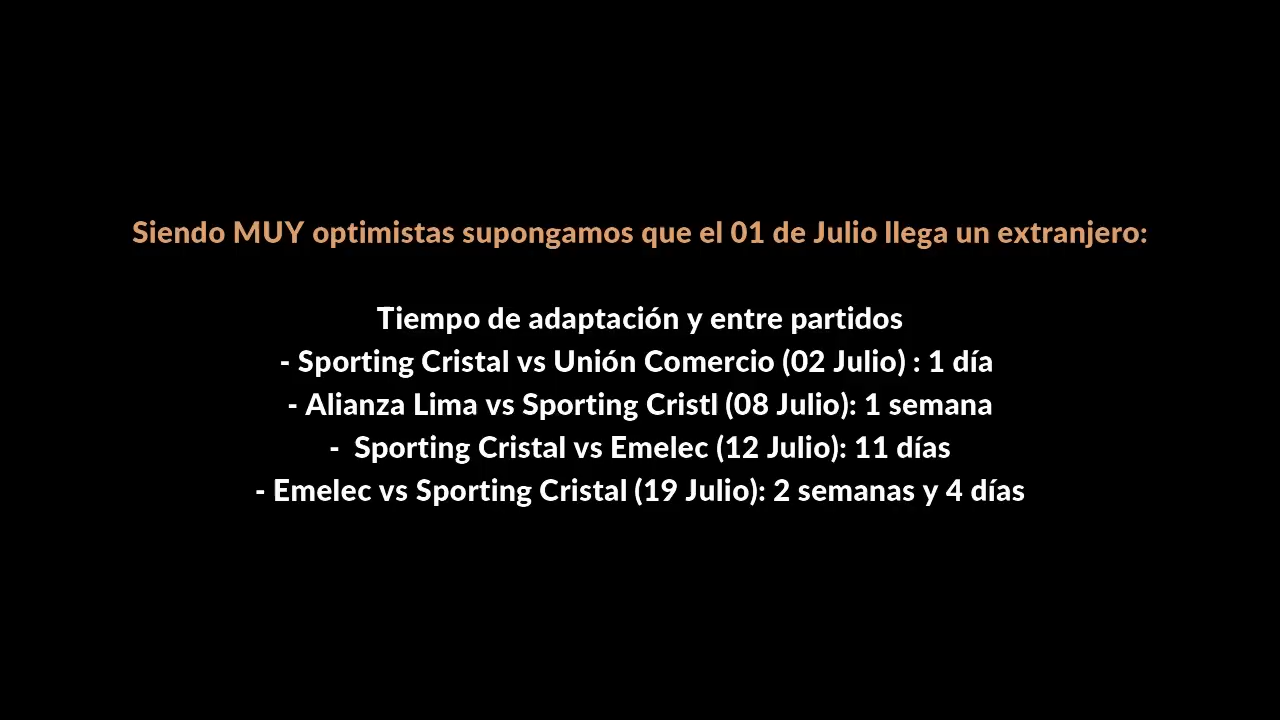 Siendo MUY optimistas supongamos que el 01 de Julio llega un extranjero:
Tiempo de adaptación y entre partidos
- Sporting Cristal vs Unión Comercio (02 Julio) : 1 día
- Alianza Lima vs Sporting Cristl (08 Julio): 1 semana
-  Sporting Cristal vs Emelec (12 Julio): 11 días
- Emelec vs Sporting Cristal (19 Julio): 2 semanas y 4 días